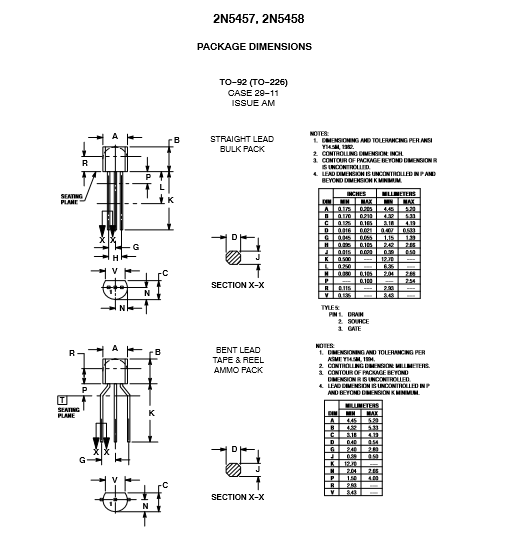 2N5457, 2N5458
PACKAGE DIMENSIONS
TO−92 (TO−226)
CASE 29−11
ISSUE AM
STRAIGHT LEAD
BULK PACK
A
B
R
P
L
K
SEATING
PLANE
X X
G
H
V
C
N
N
D
J
SECTION X−X
NOTES:
1. DIMENSIONING AND TOLERANCING PER ANSI
Y14.5M, 1982.
2. CONTROLLING DIMENSION: INCH.
3. CONTOUR OF PACKAGE BEYOND DIMENSION R
IS UNCONTROLLED.
4. LEAD DIMENSION IS UNCONTROLLED IN P AND
BEYOND DIMENSION K MINIMUM.
INCHES MILLIMETERS
DIM MIN MAX MIN MAX
A 0.175 0.205 4.45 5.20
B 0.170 0.210 4.32 5.33
C 0.125 0.165 3.18 4.19
D 0.016 0.021 0.407 0.533
G 0.045 0.055 1.15 1.39
H 0.095 0.105 2.42 2.66
J 0.015 0.020 0.39 0.50
K 0.500 --- 12.70 ---
L 0.250 --- 6.35 ---
N 0.080 0.105 2.04 2.66
P --- 0.100 --- 2.54
R 0.115 --- 2.93 ---
V 0.135 --- 3.43 ---
STYLE 5:
PIN 1. DRAIN
2. SOURCE
3. GATE
BENT LEAD
TAPE & REEL
AMMO PACK
A
B
R
P
T
SEATING
PLANE
K
X X
G
V
C
N
D
J
SECTION X−X
NOTES:
1. DIMENSIONING AND TOLERANCING PER
ASME Y14.5M, 1994.
2. CONTROLLING DIMENSION: MILLIMETERS.
3. CONTOUR OF PACKAGE BEYOND
DIMENSION R IS UNCONTROLLED.
4. LEAD DIMENSION IS UNCONTROLLED IN P
AND BEYOND DIMENSION K MINIMUM.
MILLIMETERS
DIM MIN MAX
A 4.45 5.20
B 4.32 5.33
C 3.18 4.19
D 0.40 0.54
G 2.40 2.80
J 0.39 0.50
K 12.70 ---
N 2.04 2.66
P 1.50 4.00
R 2.93 ---
V 3.43 ---